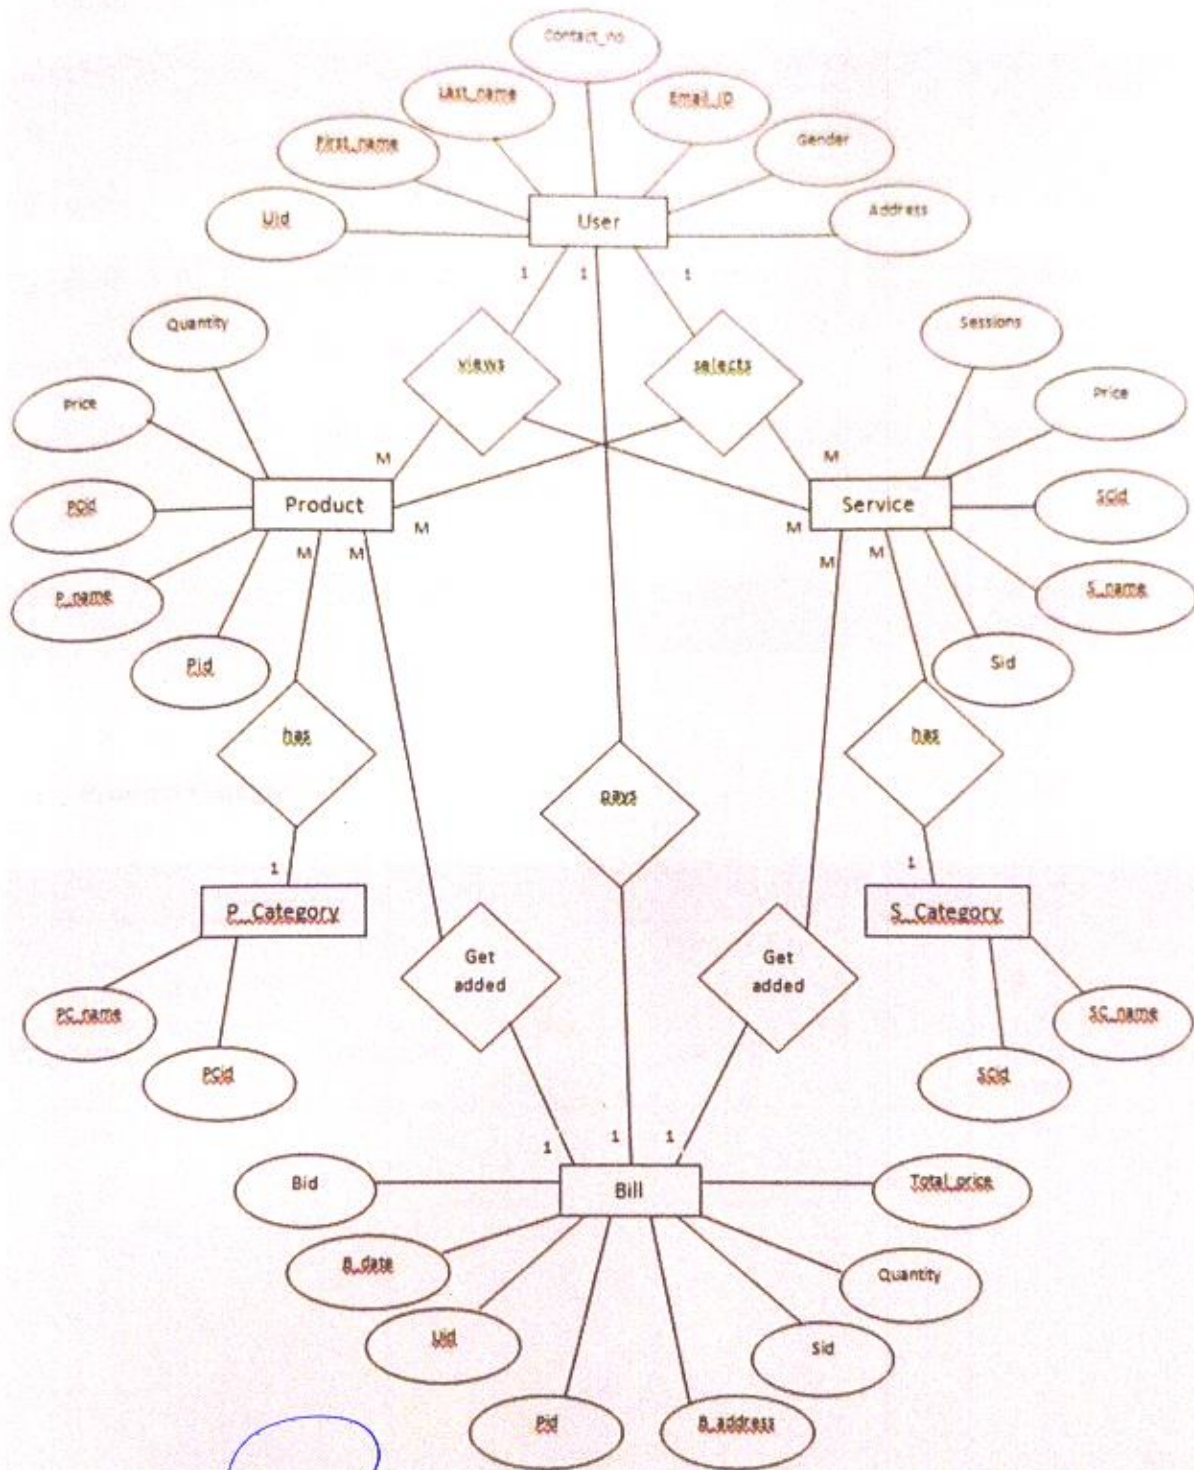 Contact_no
Last_name
Email_ID
First_name
Gender
Uid
Address
User
1
1
1
Quantity
Sessions
views
selects
Price
Price
M
M
PCid
Product
Service
SCid
M
M
M
M
M
M
P_name
S_name
Pid
Sid
has
has
pays
1
1
P_Category
S_Category
Get
added
Get
added
PC_name
SC_name
PCid
SCid
1
1
1
Bid
Bill
Total_price
B_date
Quantity
Uid
Sid
Pid
B_address